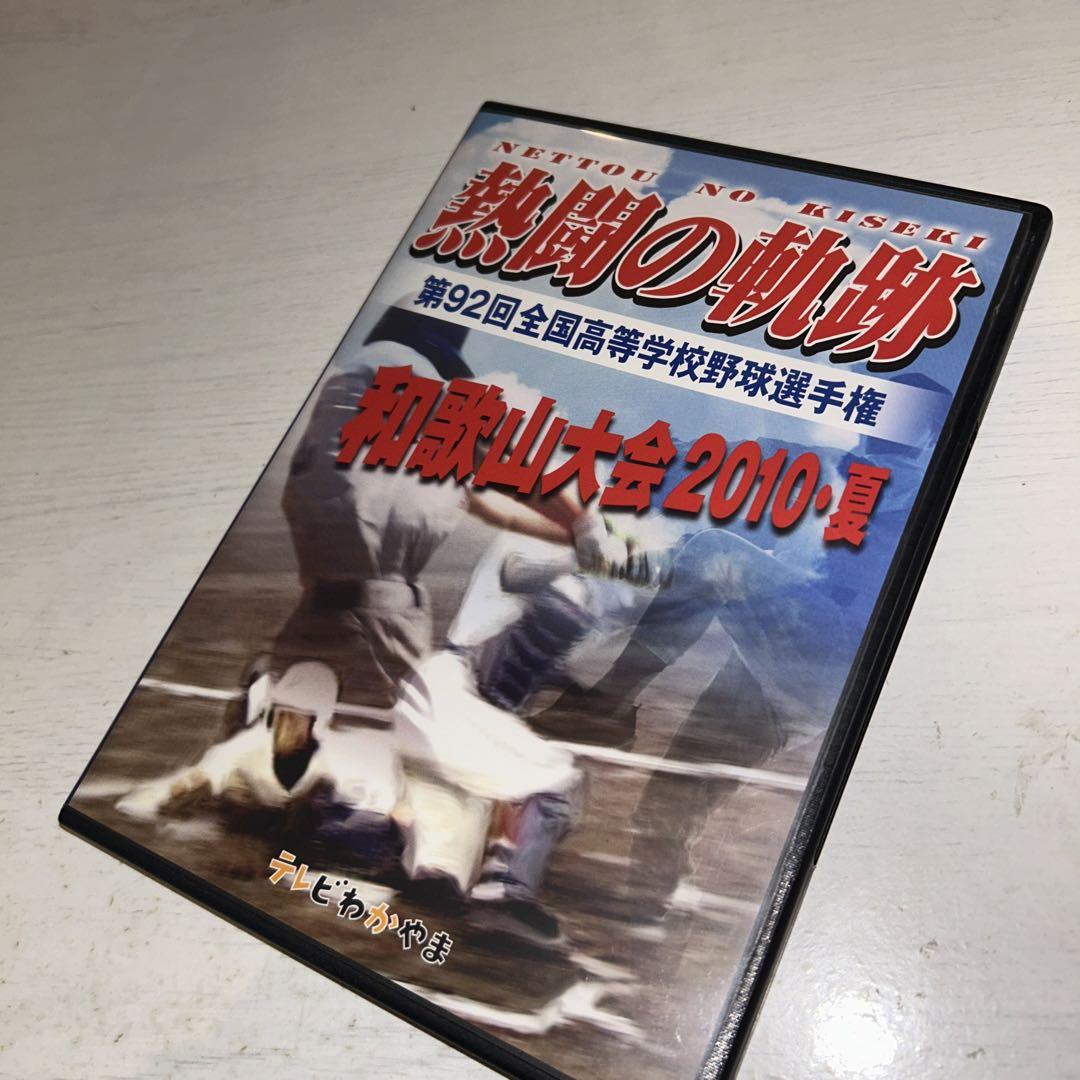 NETTOU NO KISEKI
熱闘の軌跡
第92回全国高等学校野球選手権
和歌山大会2010・夏
テレビわかやま